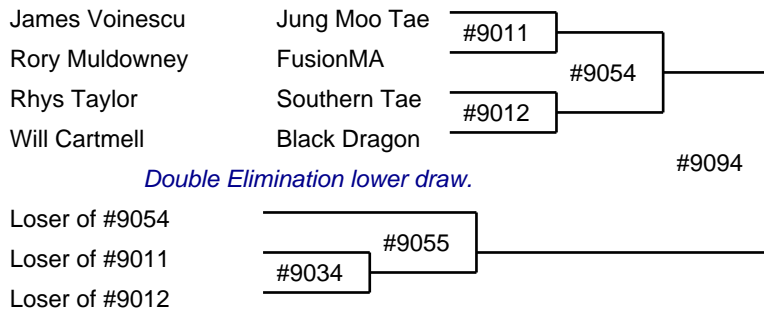 James Voinescu Jung Moo Tae
#9011
Rory Muldowney FusionMA
#9054
Rhys Taylor Southern Tae
#9012
Will Cartmell Black Dragon
#9094
Double Elimination lower draw.
Loser of #9054
#9055
Loser of #9011
#9034
Loser of #9012